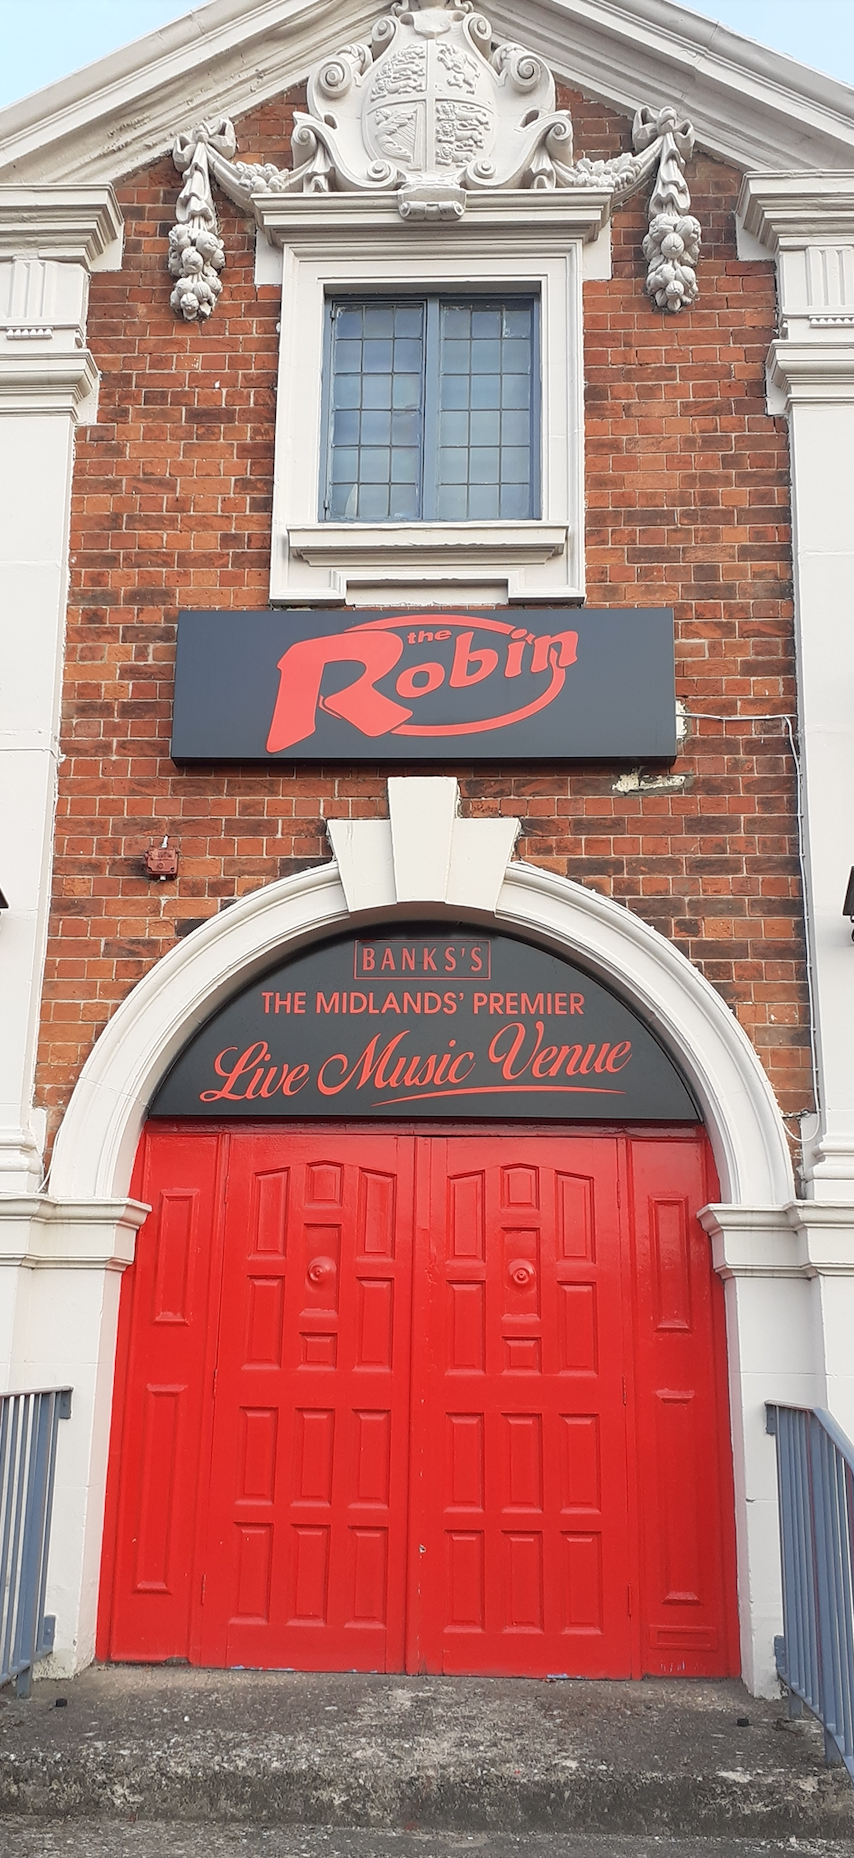 the
Robin
BANKS'S
THE MIDLANDS' PREMIER
Live Music Venue